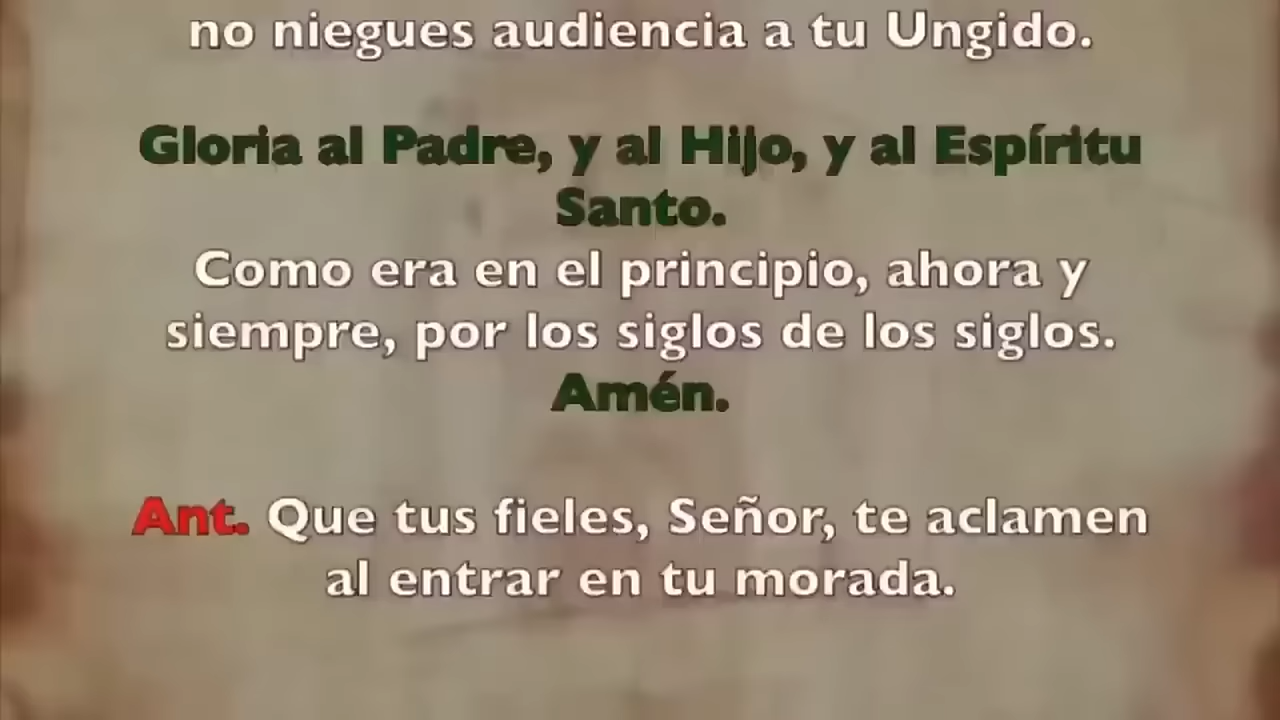 no niegues audiencia a tu Ungido.
Gloria al Padre, y al Hijo, y al Espíritu
Santo.
Como era en el principio, ahora y
siempre, por los siglos de los siglos.
Amén.
Ant. Que tus fieles, Señor, te aclamen
al entrar en tu morada.